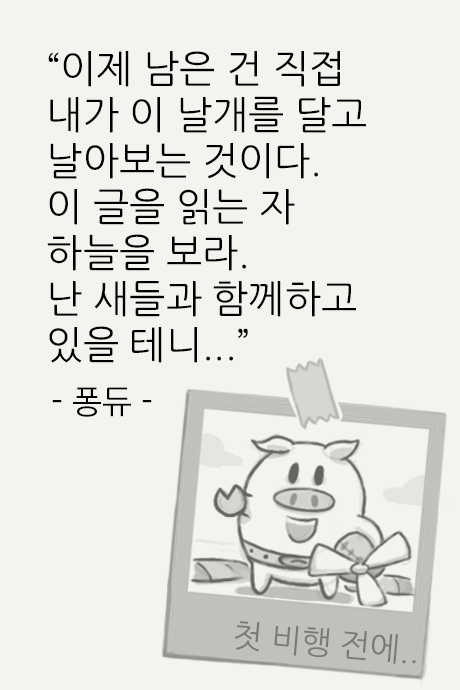 “이제 남은 건 직접
내가 이 날개를 달고
날아보는 것이다.
이 글을 읽는 자
하늘을 보라.
난 새들과 함께하고
있을 테니...”
- 퐁듀 -
첫 비행 전에..